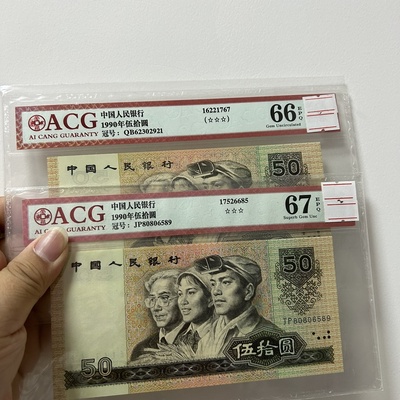 ACG
AI CANG GUARANTY
中国人民银行
1990年伍拾圆
冠号：QB62302921
16221767
(☆☆☆)
66 EPQ
Gem Uncirculated
中国人民银行
50
ACG
AI CANG GUARANTY
中国人民银行
1990年伍拾圆
冠号：JP80806589
17526685
☆☆☆
67 EPQ
Superb Gem Unc
中国人民银行
50
JP80806589
50
伍拾圆